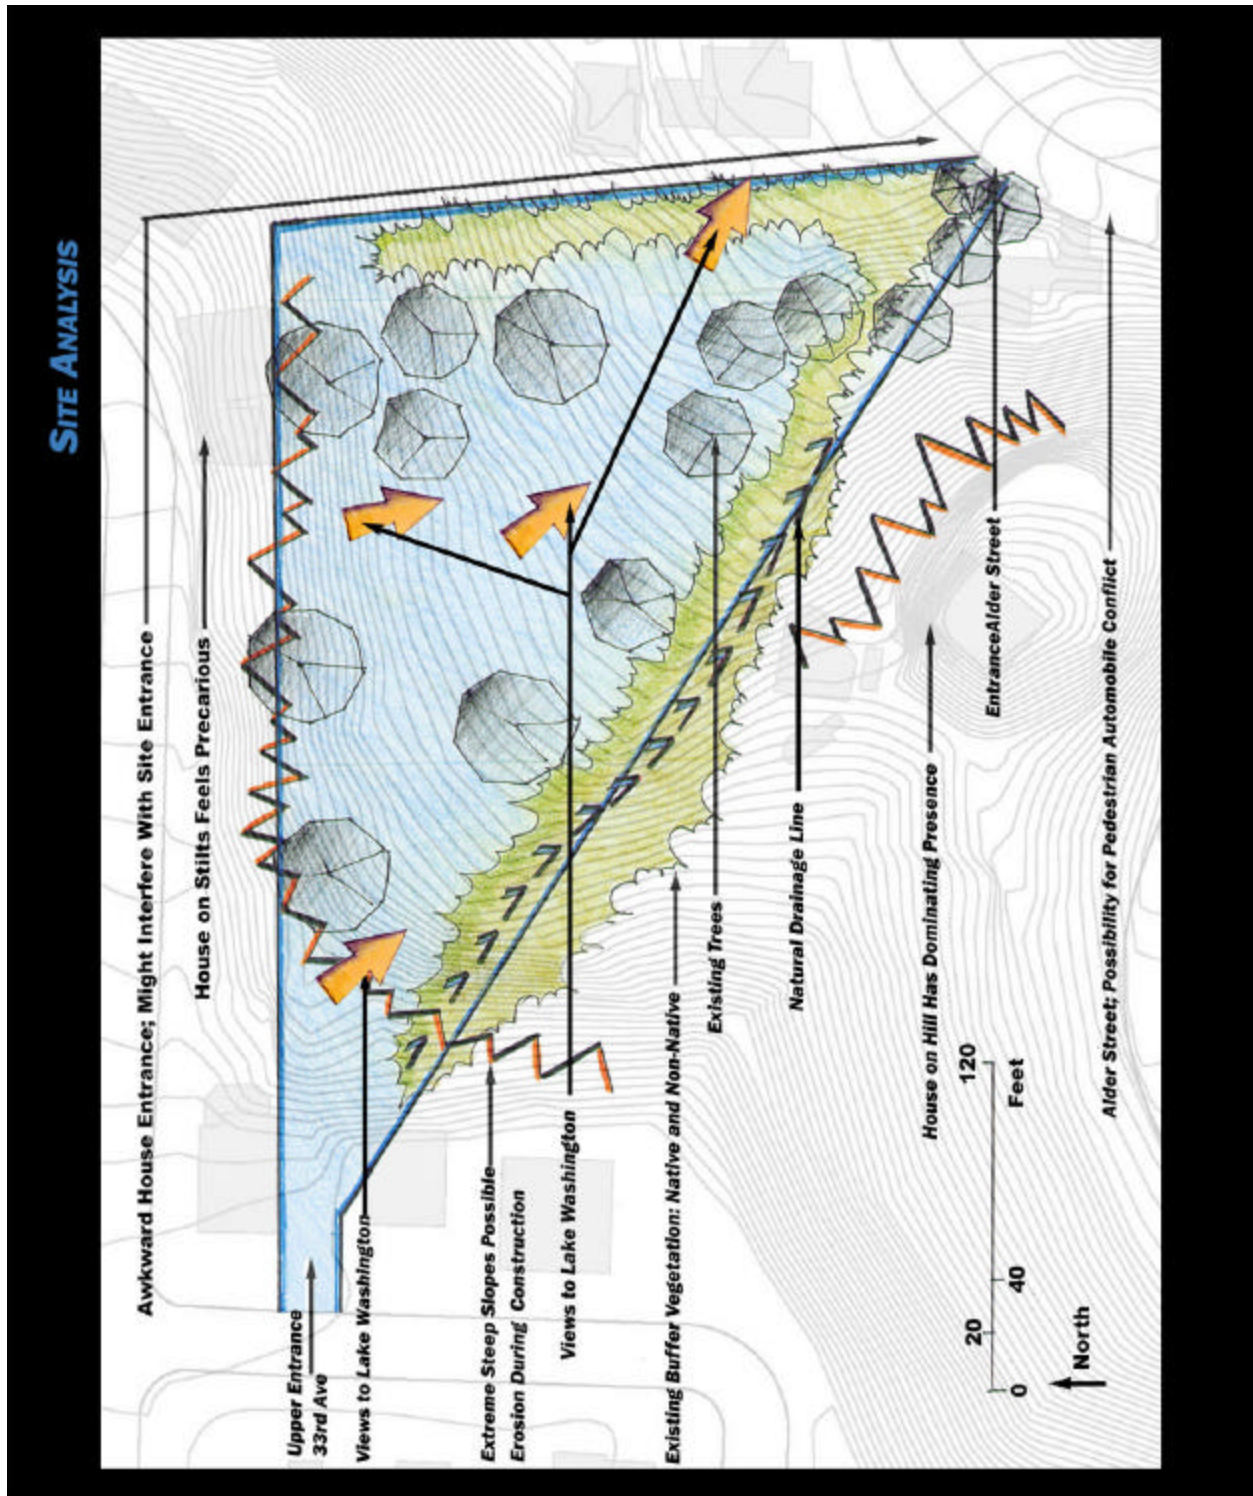 SITE ANALYSIS
Awkward House Entrance; Might Interfere With Site Entrance
House on Stilts Feels Precarious
Upper Entrance
33rd Ave
Views to Lake Washington
Extreme Steep Slopes Possible
Erosion During Construction
Views to Lake Washington
Existing Buffer Vegetation: Native and Non-Native
Existing Trees
Natural Drainage Line
House on Hill Has Dominating Presence
EntranceAlder Street
Alder Street; Possibility for Pedestrian Automobile Conflict
0 20 40 120
Feet
North